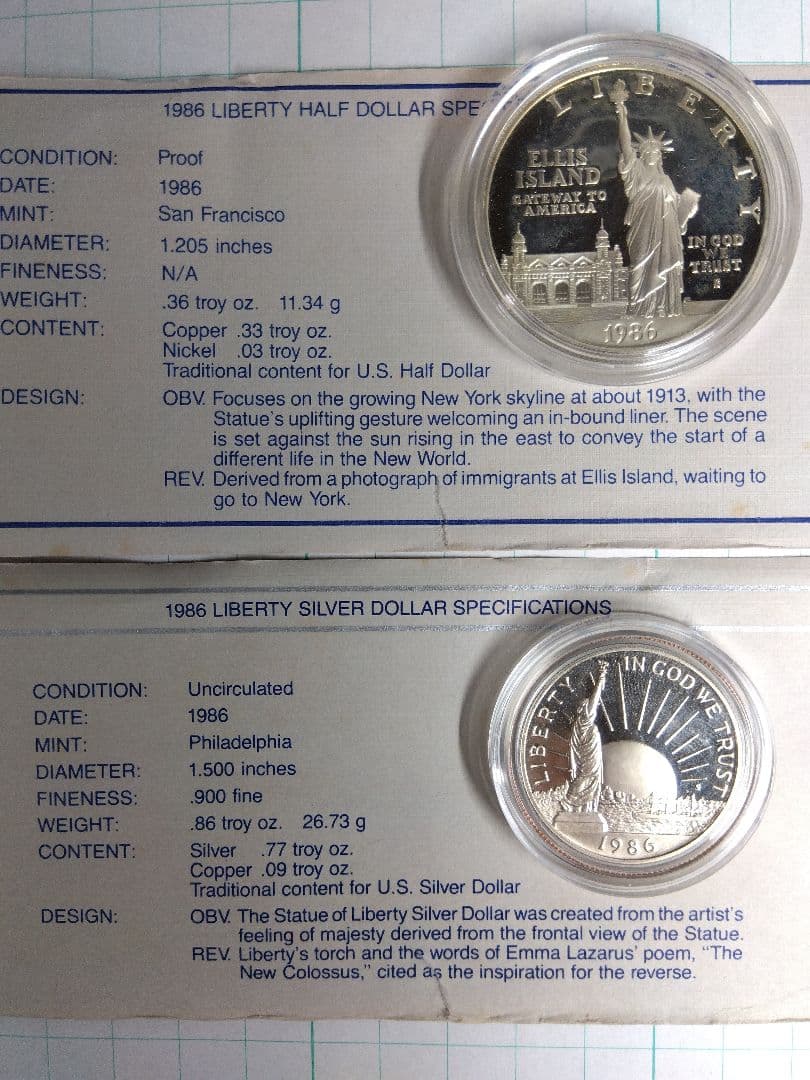 1986 LIBERTY HALF DOLLAR SPE
CONDITION: Proof
DATE: 1986
MINT: San Francisco
DIAMETER: 1.205 inches
FINENESS: N/A
WEIGHT: .36 troy oz. 11.34 g
CONTENT: Copper .33 troy oz.
Nickel .03 troy oz.
Traditional content for U.S. Half Dollar
DESIGN: OBV. Focuses on the growing New York skyline at about 1913, with the
Statue's uplifting gesture welcoming an in-bound liner. The scene
is set against the sun rising in the east to convey the start of a
different life in the New World.
REV. Derived from a photograph of immigrants at Ellis Island, waiting to
go to New York.
LIBERTY
ELLIS
ISLAND
GATEWAY TO
AMERICA
IN GOD
WE
TRUST
S
1986
1986 LIBERTY SILVER DOLLAR SPECIFICATIONS
CONDITION: Uncirculated
DATE: 1986
MINT: Philadelphia
DIAMETER: 1.500 inches
FINENESS: .900 fine
WEIGHT: .86 troy oz. 26.73 g
CONTENT: Silver .77 troy oz.
Copper .09 troy oz.
Traditional content for U.S. Silver Dollar
DESIGN: OBV. The Statue of Liberty Silver Dollar was created from the artist's
feeling of majesty derived from the frontal view of the Statue.
REV. Liberty's torch and the words of Emma Lazarus' poem, "The
New Colossus," cited as the inspiration for the reverse.
LIBERTY
IN GOD WE TRUST
1986